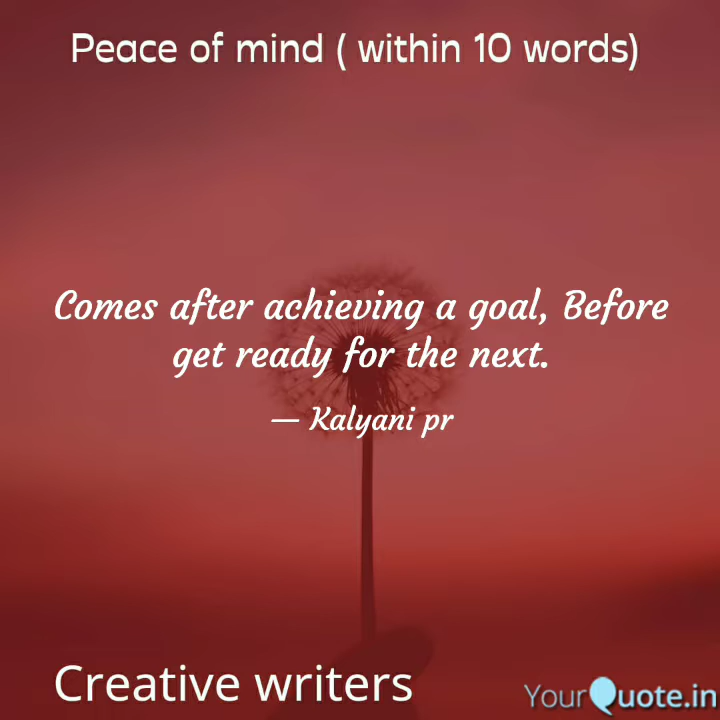 Peace of mind ( within 10 words)
Comes after achieving a goal, Before
get ready for the next.
— Kalyani pr
Creative writers
YourQuote.in